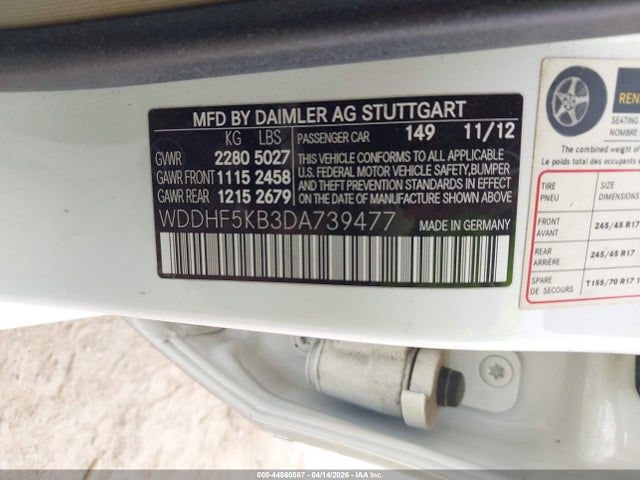 MFD BY DAIMLER AG STUTTGART
KG LBS PASSENGER CAR 149 11/12
GVWR 2280 5027
GAWR FRONT 1115 2458
GAWR REAR 1215 2679
THIS VEHICLE CONFORMS TO ALL APPLICABLE
U.S. FEDERAL MOTOR VEHICLE SAFETY, BUMPER
AND THEFT PREVENTION STANDARDS IN EFFECT
ON THE DATE OF MANUFACTURE SHOWN ABOVE
WDDHF5KB3DA739477 MADE IN GERMANY
SEATING
NOMBRE
The combined weight of
Le poids total des occ
TIRE SIZE
PNEU DIMENSIONS
FRONT
AVANT 245/45 R17
REAR
ARRIÈRE 245/45 R17
SPARE
DE SECOURS T155/70 R17 1
000-44860587 - 04/14/2026 - Copyright IAA, LLC.